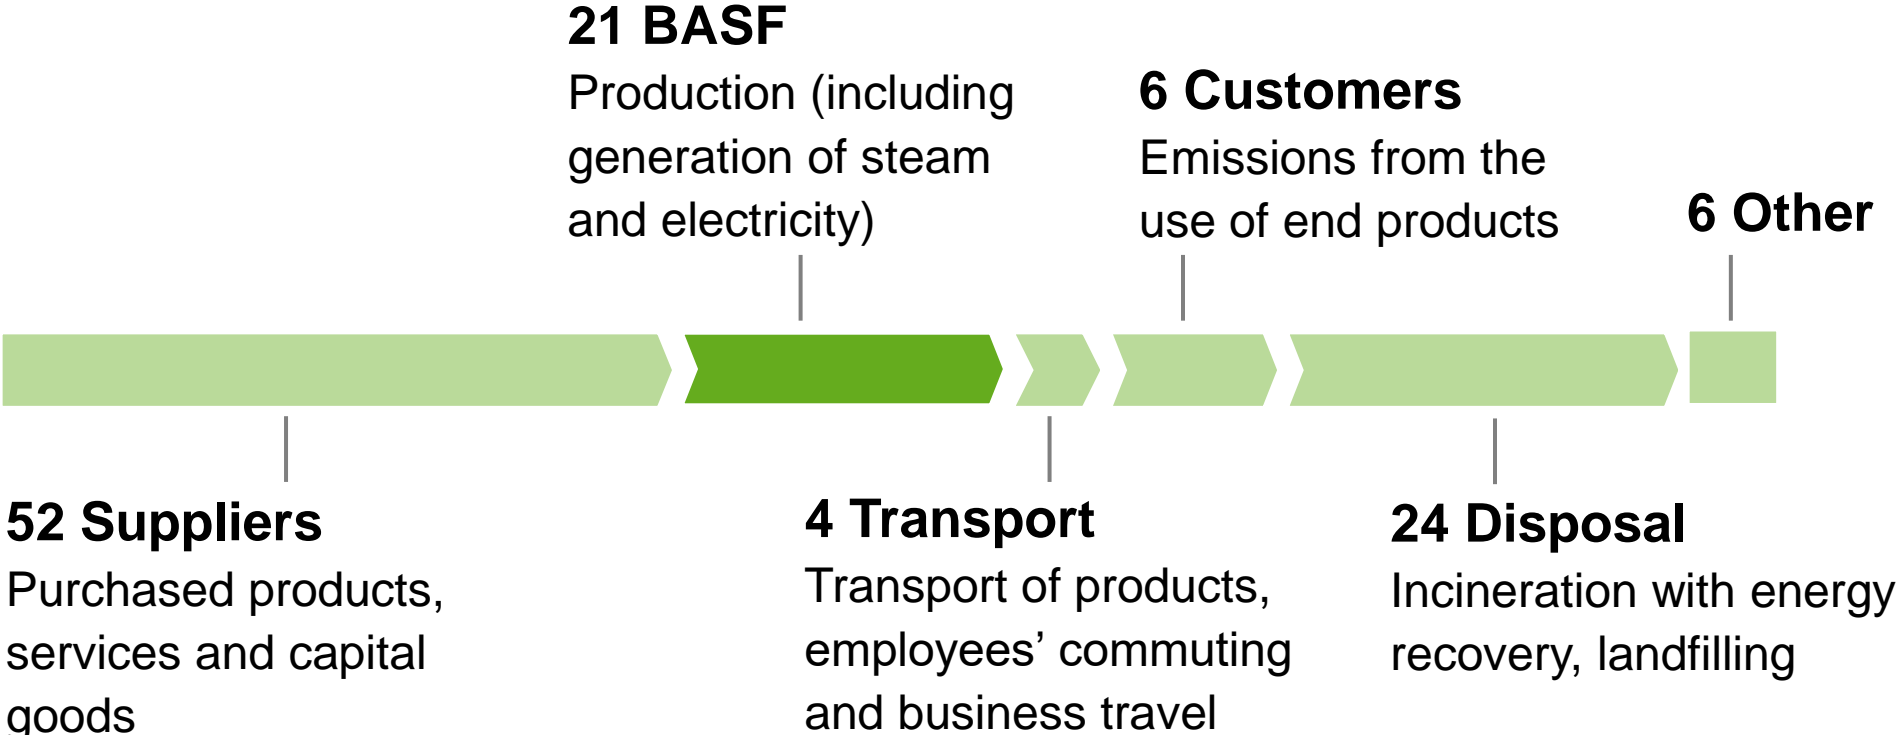 21 BASF
Production (including
generation of steam
and electricity)
6 Customers
Emissions from the
use of end products
6 Other
52 Suppliers
Purchased products,
services and capital
goods
4 Transport
Transport of products,
employees’ commuting
and business travel
24 Disposal
Incineration with energy
recovery, landfilling